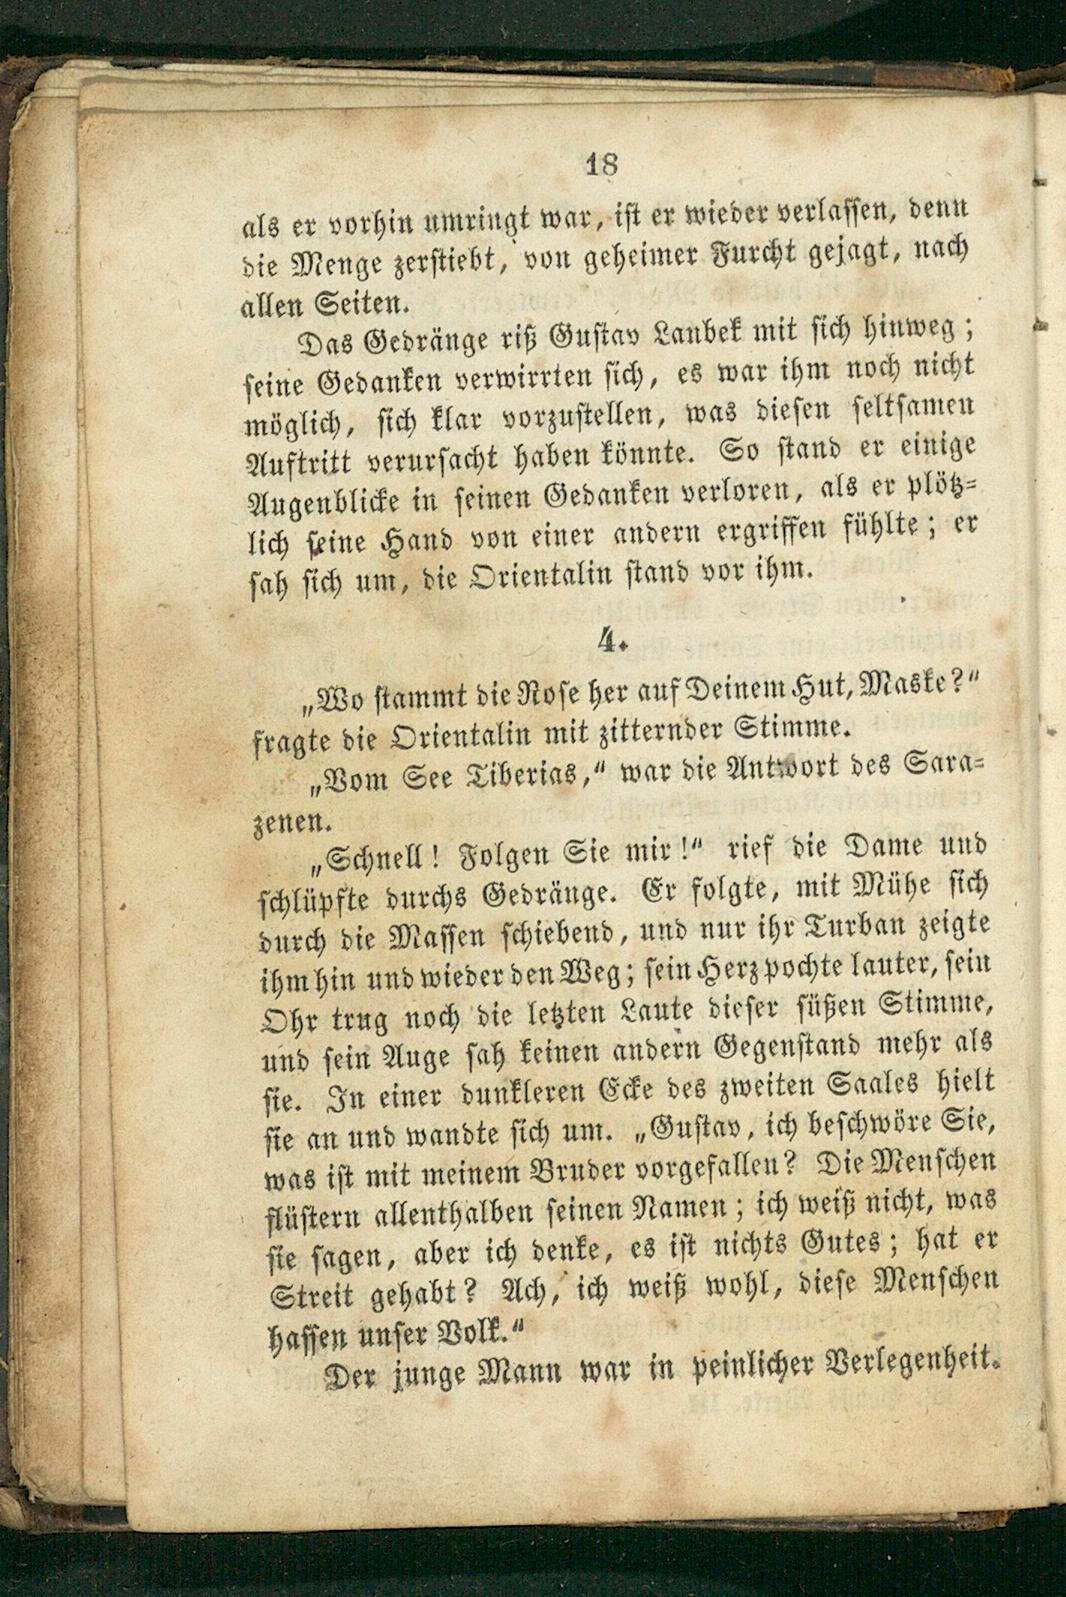 18
als er vorhin umringt war, ist er wieder verlassen, denn
die Menge zerstiebt, von geheimer Furcht gejagt, nach
allen Seiten.
Das Gedränge riß Gustav Lanbek mit sich hinweg;
seine Gedanken verwirrten sich, es war ihm noch nicht
möglich, sich klar vorzustellen, was diesen seltsamen
Auftritt verursacht haben könnte. So stand er einige
Augenblicke in seinen Gedanken verloren, als er plötz-
lich seine Hand von einer andern ergriffen fühlte; er
sah sich um, die Orientalin stand vor ihm.
4.
„Wo stammt die Rose her auf Deinem Hut, Maske?“
fragte die Orientalin mit zitternder Stimme.
„Vom See Tiberias,“ war die Antwort des Sara-
zenen.
„Schnell! Folgen Sie mir!“ rief die Dame und
schlüpfte durchs Gedränge. Er folgte, mit Mühe sich
durch die Massen schiebend, und nur ihr Turban zeigte
ihm hin und wieder den Weg; sein Herz pochte lauter, sein
Ohr trug noch die letzten Laute dieser süßen Stimme,
und sein Auge sah keinen andern Gegenstand mehr als
sie. In einer dunkleren Ecke des zweiten Saales hielt
sie an und wandte sich um. „Gustav, ich beschwöre Sie,
was ist mit meinem Bruder vorgefallen? Die Menschen
flüstern allenthalben seinen Namen; ich weiß nicht, was
sie sagen, aber ich denke, es ist nichts Gutes; hat er
Streit gehabt? Ach, ich weiß wohl, diese Menschen
hassen unser Volk.“
Der junge Mann war in peinlicher Verlegenheit.